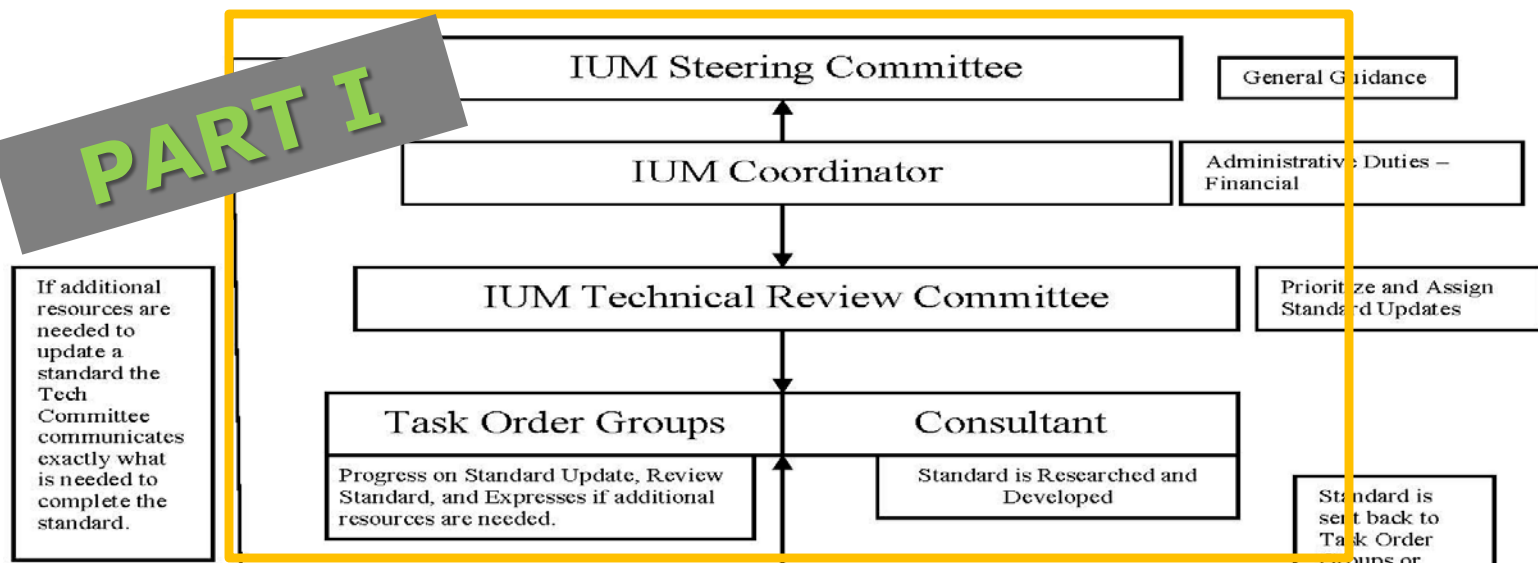 PART I
IUM Steering Committee
General Guidance
IUM Coordinator
Administrative Duties –
Financial
If additional
resources are
needed to
update a
standard the
Tech
Committee
communicates
exactly what
is needed to
complete the
standard.
IUM Technical Review Committee
Prioritize and Assign
Standard Updates
Task Order Groups
Consultant
Progress on Standard Update, Review
Standard, and Expresses if additional
resources are needed.
Standard is Researched and
Developed
Standard is
sent back to
Task Order
Groups or